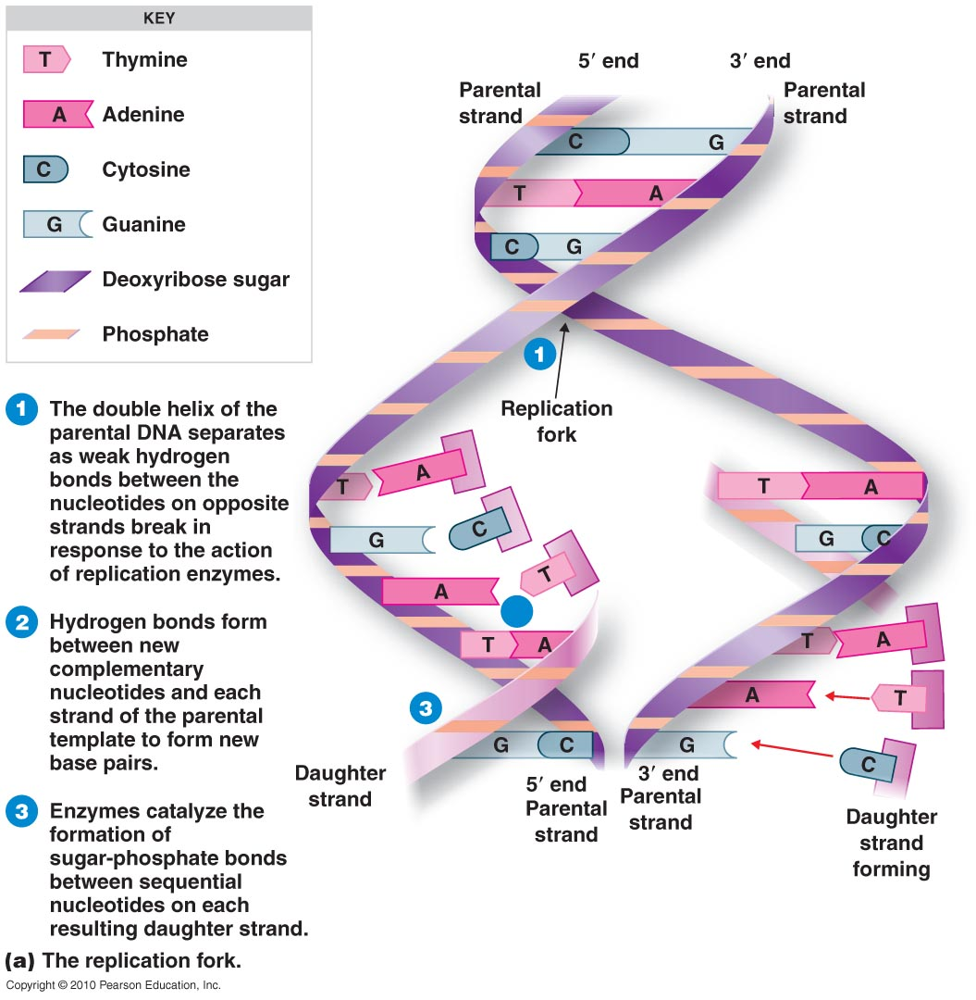 KEY
T Thymine
A Adenine
C Cytosine
G Guanine
Deoxyribose sugar
Phosphate
1 The double helix of the
parental DNA separates
as weak hydrogen
bonds between the
nucleotides on opposite
strands break in
response to the action
of replication enzymes.
2 Hydrogen bonds form
between new
complementary
nucleotides and each
strand of the parental
template to form new
base pairs.
3 Enzymes catalyze the
formation of
sugar-phosphate bonds
between sequential
nucleotides on each
resulting daughter strand.
(a) The replication fork.
Copyright © 2010 Pearson Education, Inc.
5′ end
3′ end
Parental
strand
Parental
strand
C G
T A
C G
1
Replication
fork
T A
G C
A T
T A
3
G C
Daughter
strand
5′ end
Parental
strand
T A
G C
T A
A T
G C
3′ end
Parental
strand
Daughter
strand
forming